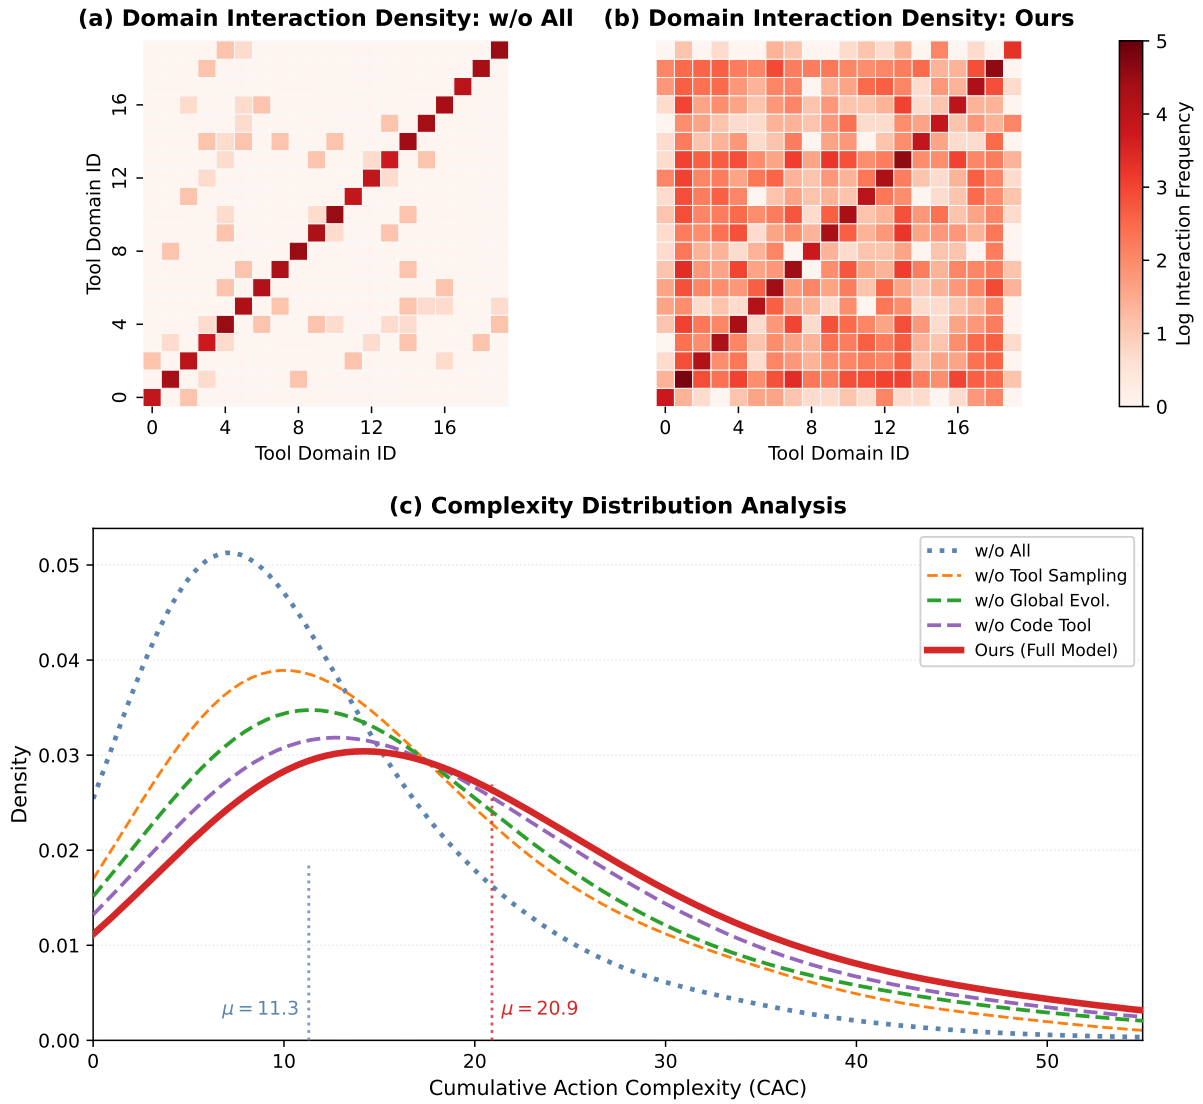 (a) Domain Interaction Density: w/o All
(b) Domain Interaction Density: Ours
Tool Domain ID
16
12
8
4
0
0 4 8 12 16
Tool Domain ID
0 4 8 12 16
Tool Domain ID
5
4
3
2
1
0
Log Interaction Frequency
(c) Complexity Distribution Analysis
Density
0.05
0.04
0.03
0.02
0.01
0.00
w/o All
w/o Tool Sampling
w/o Global Evol.
w/o Code Tool
Ours (Full Model)
μ = 11.3
μ = 20.9
0 10 20 30 40 50
Cumulative Action Complexity (CAC)